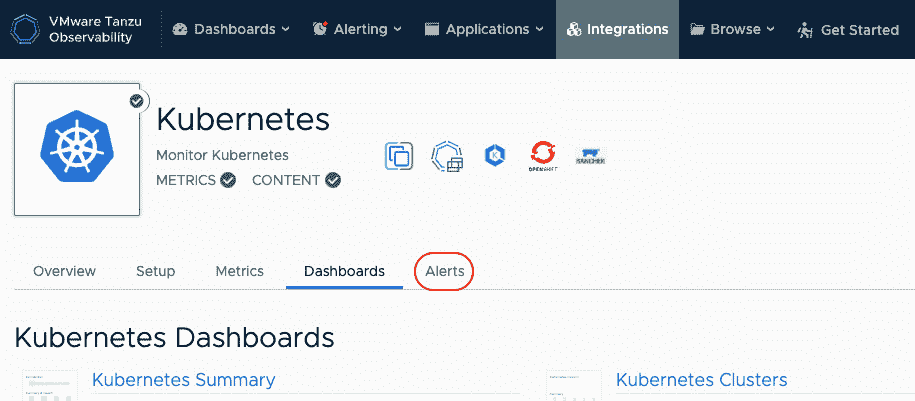 VMware Tanzu
Observability
Dashboards
Alerting
Applications
Integrations
Browse
Get Started
Kubernetes
Monitor Kubernetes
METRICS
CONTENT
K
OPENSHIFT
RANCHER
Overview
Setup
Metrics
Dashboards
Alerts
Kubernetes Dashboards
Kubernetes Summary
Kubernetes Clusters